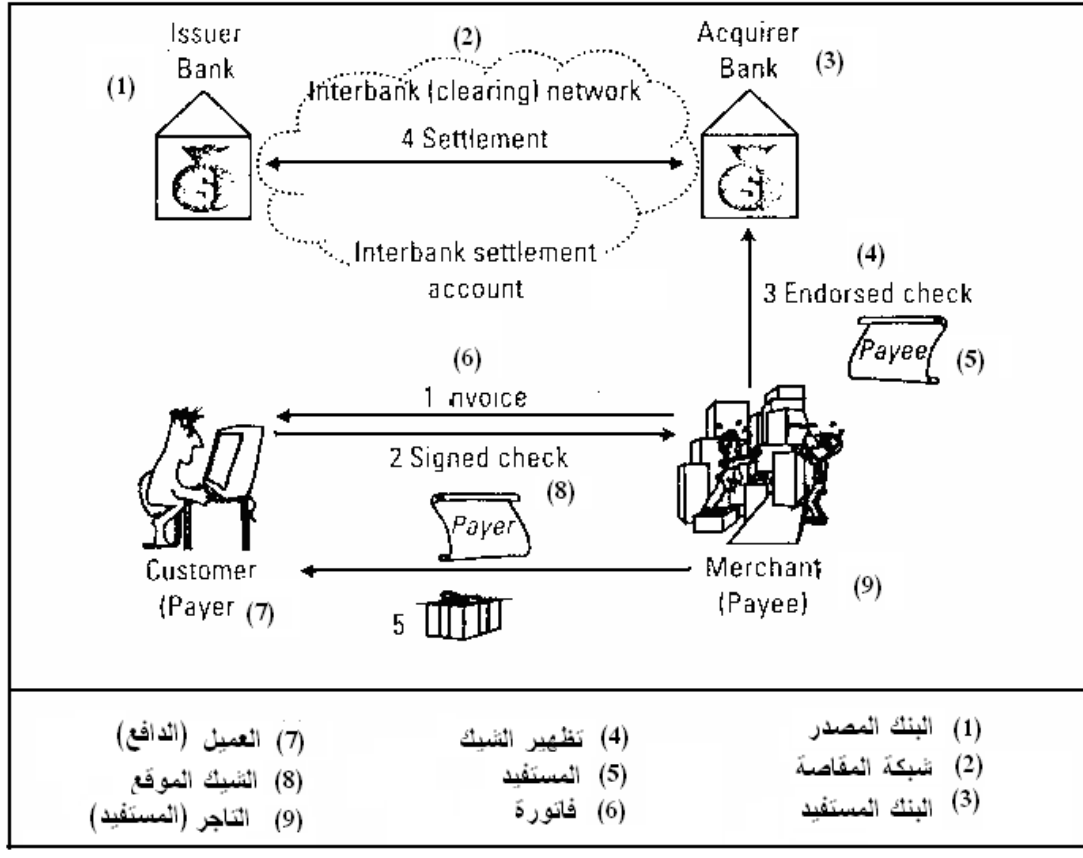 Issuer
Bank
(1)
(2)
Acquirer
Bank
(3)
Interbank (clearing) network
4 Settlement
Interbank settlement
account
(4)
3 Endorsed check
Payee
(5)
(6)
1 nvoice
2 Signed check
(8)
Payer
Customer
(Payer (7)
Merchant
(Payee)
(9)
5
(1) البنك المصدر
(2) شبكة المقاصة
(3) البنك المستفيد
(4) تظهير الشيك
(5) المستفيد
(6) فاتورة
(7) العميل (الدافع)
(8) الشيك الموقع
(9) التاجر (المستفيد)